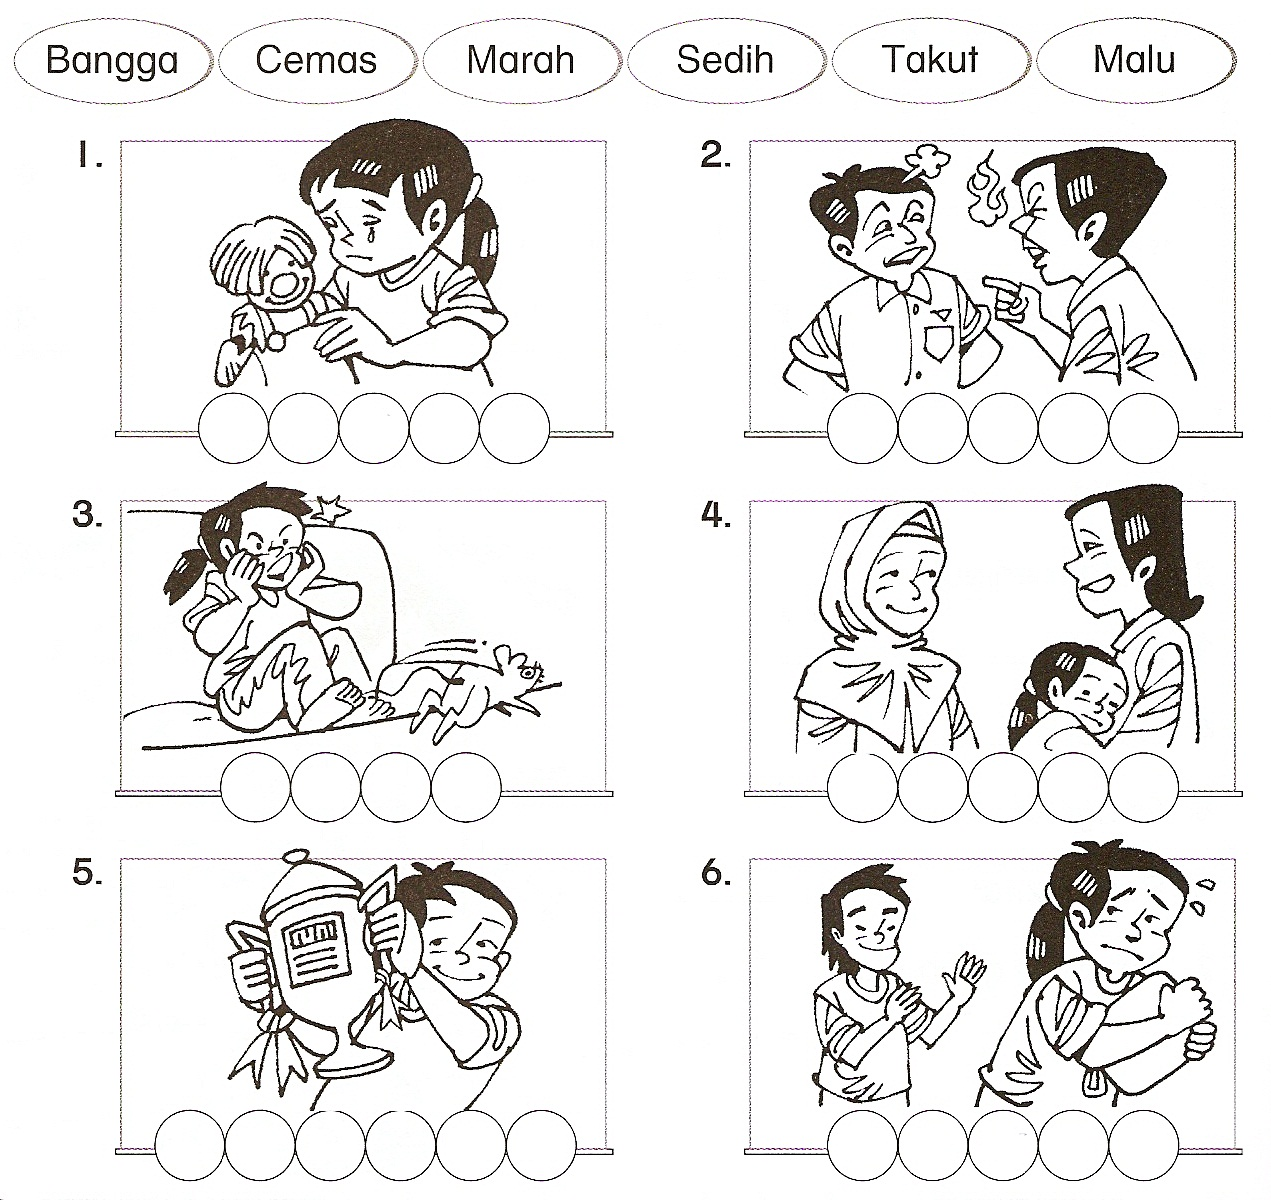 Bangga Cemas Marah Sedih Takut Malu
1. 2.
3. 4.
5. 6.